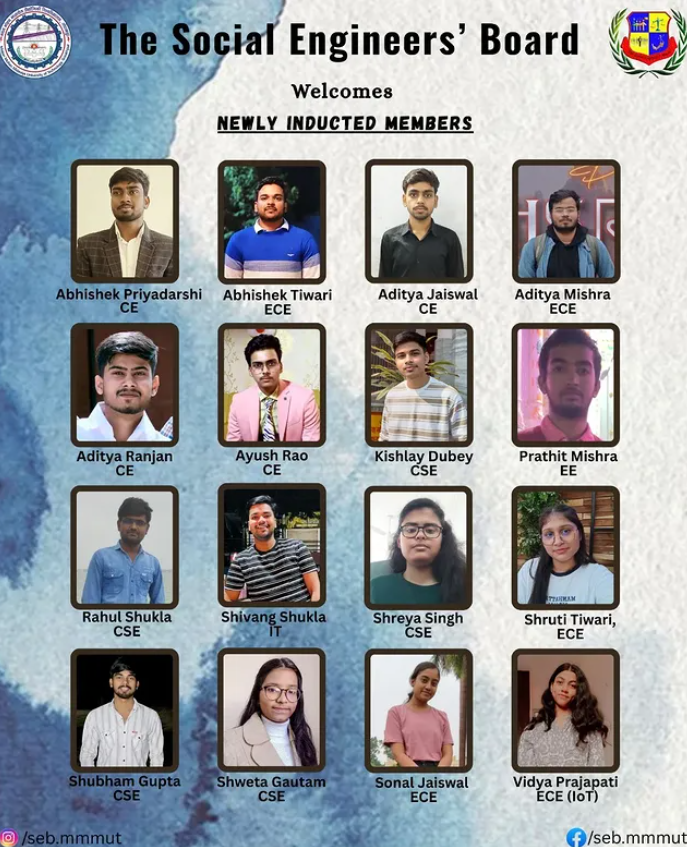 The Social Engineers' Board
Welcomes
NEWLY INDUCTED MEMBERS
Abhishek Priyadarshi
CE
Abhishek Tiwari
ECE
Aditya Jaiswal
CE
Aditya Mishra
ECE
Aditya Ranjan
CE
Ayush Rao
CE
Kishlay Dubey
CSE
Prathit Mishra
EE
Rahul Shukla
CSE
Shivang Shukla
IT
Shreya Singh
CSE
Shruti Tiwari,
ECE
Shubham Gupta
CSE
Shweta Gautam
CSE
Sonal Jaiswal
ECE
Vidya Prajapati
ECE (IoT)
/seb.mmmut
/seb.mmmut